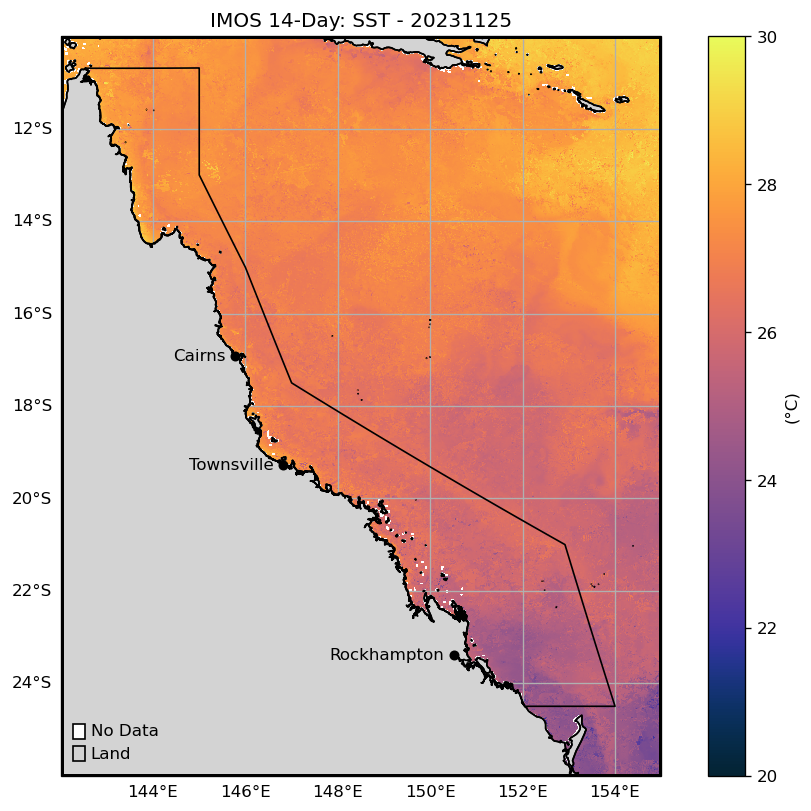 IMOS 14-Day: SST - 20231125
30
12°S
28
14°S
16°S
26
Cairns
(°C)
18°S
Townsville
24
20°S
22°S
22
Rockhampton
24°S
No Data
Land
20
144°E 146°E 148°E 150°E 152°E 154°E